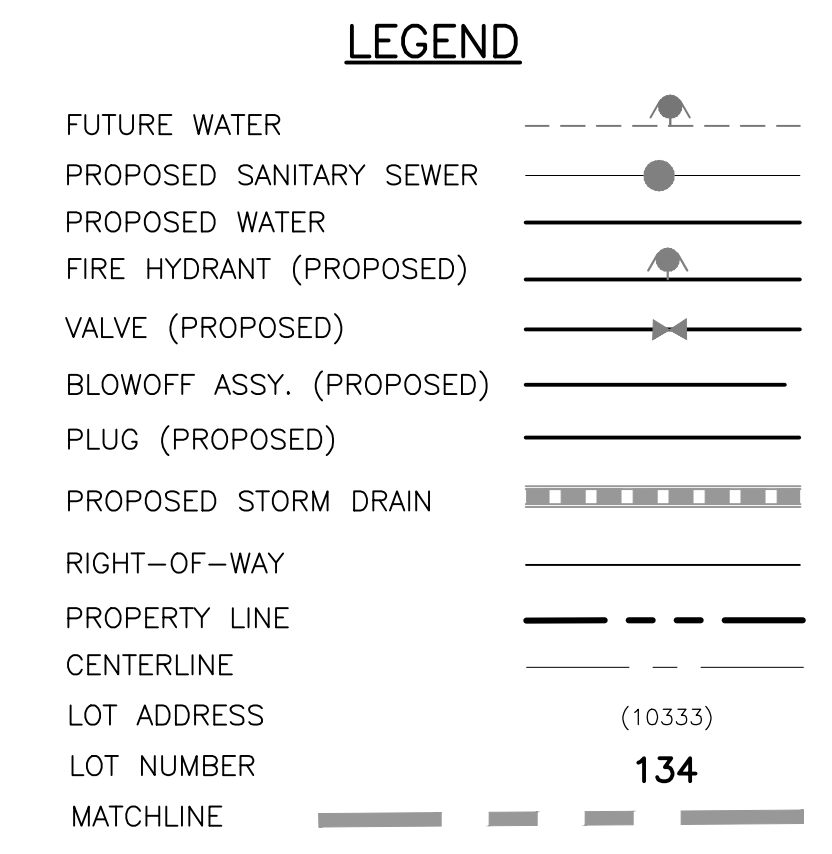 LEGEND
FUTURE WATER
PROPOSED SANITARY SEWER
PROPOSED WATER
FIRE HYDRANT (PROPOSED)
VALVE (PROPOSED)
BLOWOFF ASSY. (PROPOSED)
PLUG (PROPOSED)
PROPOSED STORM DRAIN
RIGHT-OF-WAY
PROPERTY LINE
CENTERLINE
LOT ADDRESS (10333)
LOT NUMBER 134
MATCHLINE